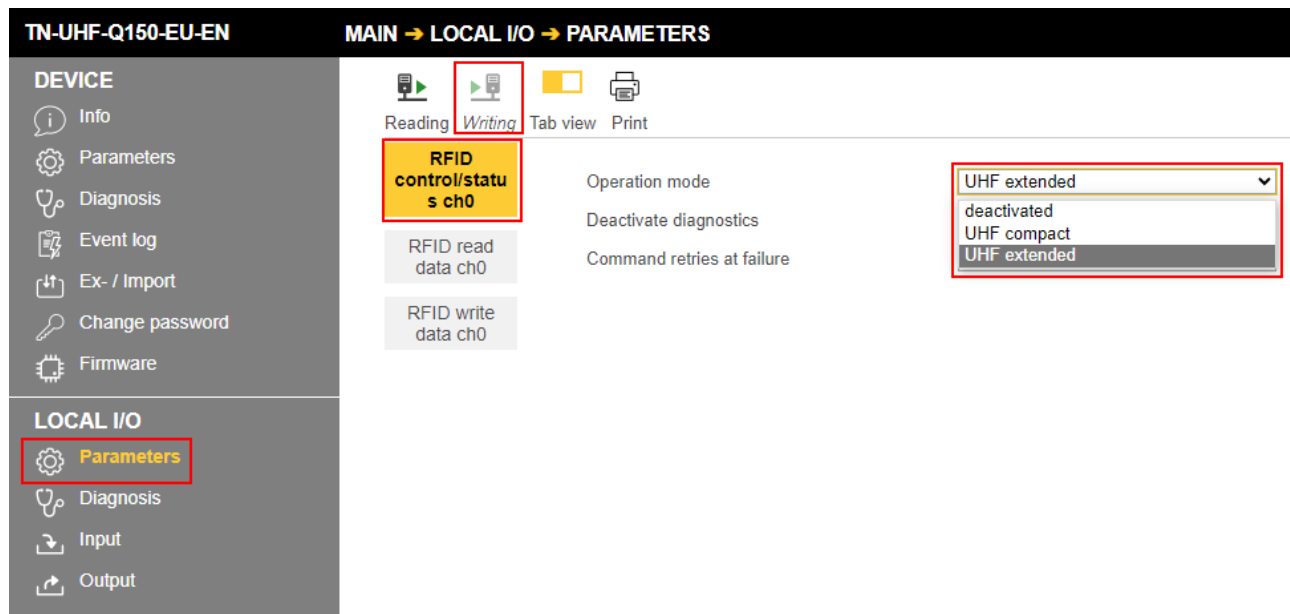 TN-UHF-Q150-EU-EN
MAIN ➔ LOCAL I/O ➔ PARAMETERS
DEVICE
Info
Parameters
Diagnosis
Event log
Ex- / Import
Change password
Firmware
LOCAL I/O
Parameters
Diagnosis
Input
Output
Reading Writing Tab view Print
RFID
control/statu
s ch0
RFID read
data ch0
RFID write
data ch0
Operation mode
Deactivate diagnostics
Command retries at failure
UHF extended
deactivated
UHF compact
UHF extended